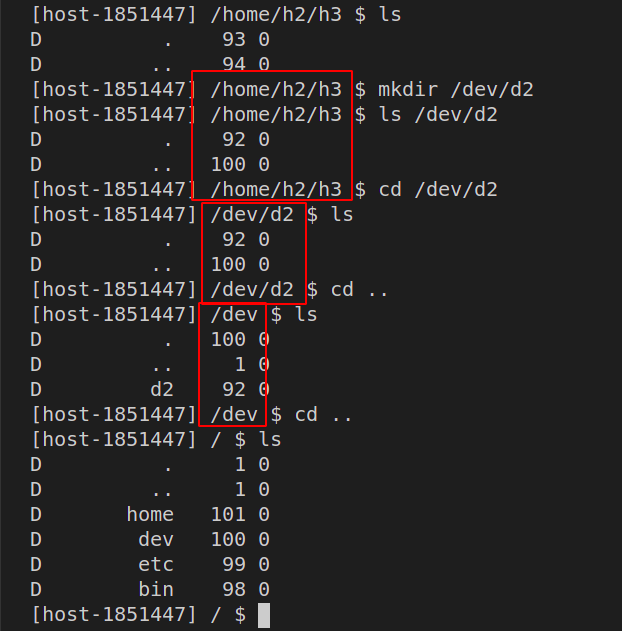 [host-1851447] /home/h2/h3 $ ls
D          .    93 0
D         ..    94 0
[host-1851447] /home/h2/h3 $ mkdir /dev/d2
[host-1851447] /home/h2/h3 $ ls /dev/d2
D          .    92 0
D         ..   100 0
[host-1851447] /home/h2/h3 $ cd /dev/d2
[host-1851447] /dev/d2 $ ls
D          .    92 0
D         ..   100 0
[host-1851447] /dev/d2 $ cd ..
[host-1851447] /dev $ ls
D          .   100 0
D         ..     1 0
D         d2    92 0
[host-1851447] /dev $ cd ..
[host-1851447] / $ ls
D          .     1 0
D         ..     1 0
D       home   101 0
D        dev   100 0
D        etc    99 0
D        bin    98 0
[host-1851447] / $